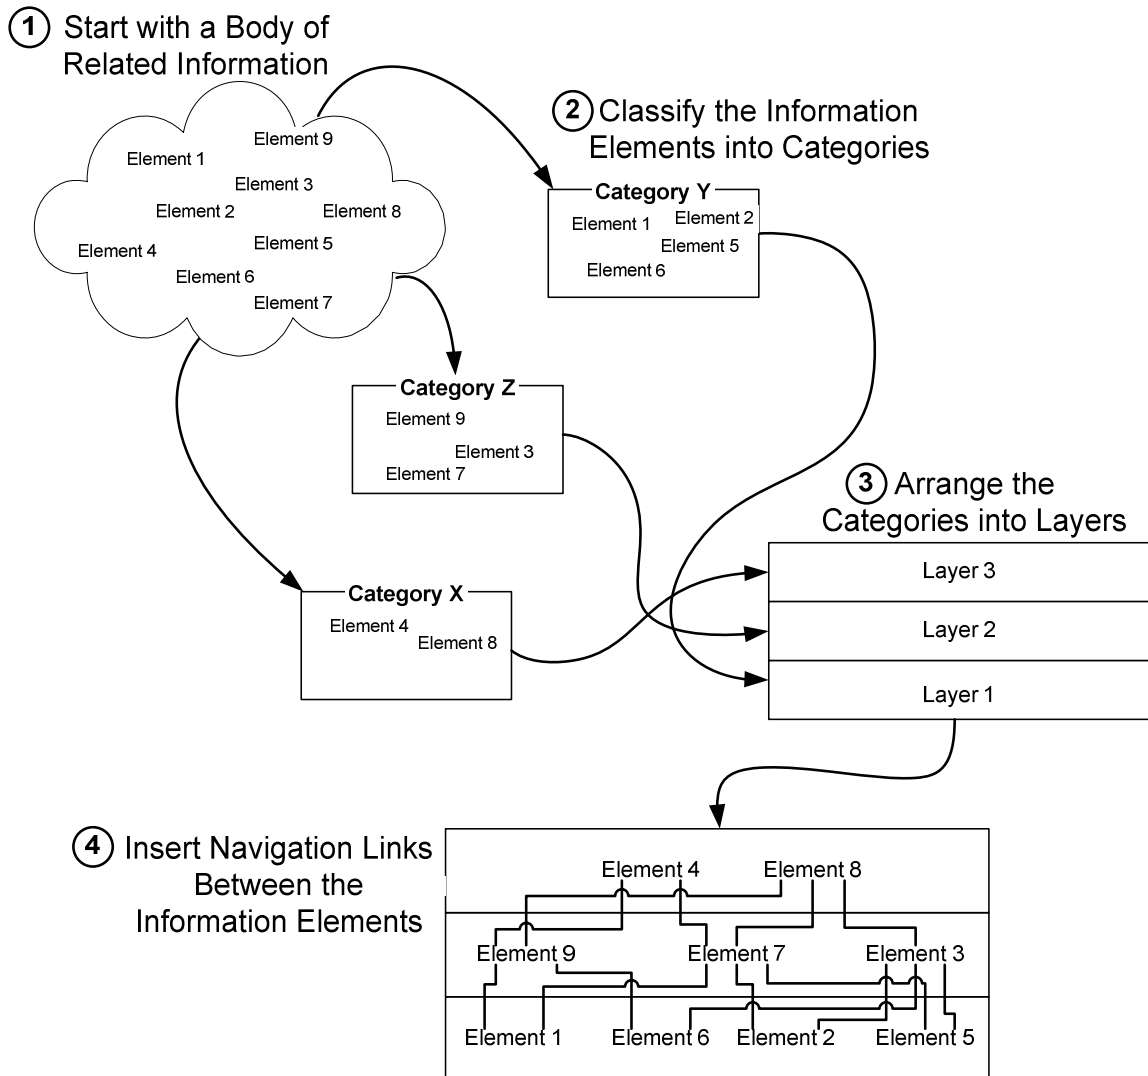 1 Start with a Body of
Related Information
Element 9
Element 1
Element 3
Element 2
Element 8
Element 5
Element 4
Element 6
Element 7
2 Classify the Information
Elements into Categories
Category Y
Element 1
Element 2
Element 5
Element 6
Category Z
Element 9
Element 3
Element 7
Category X
Element 4
Element 8
3 Arrange the
Categories into Layers
Layer 3
Layer 2
Layer 1
4 Insert Navigation Links
Between the
Information Elements
Element 4 Element 8
Element 9 Element 7 Element 3
Element 1 Element 6 Element 2 Element 5